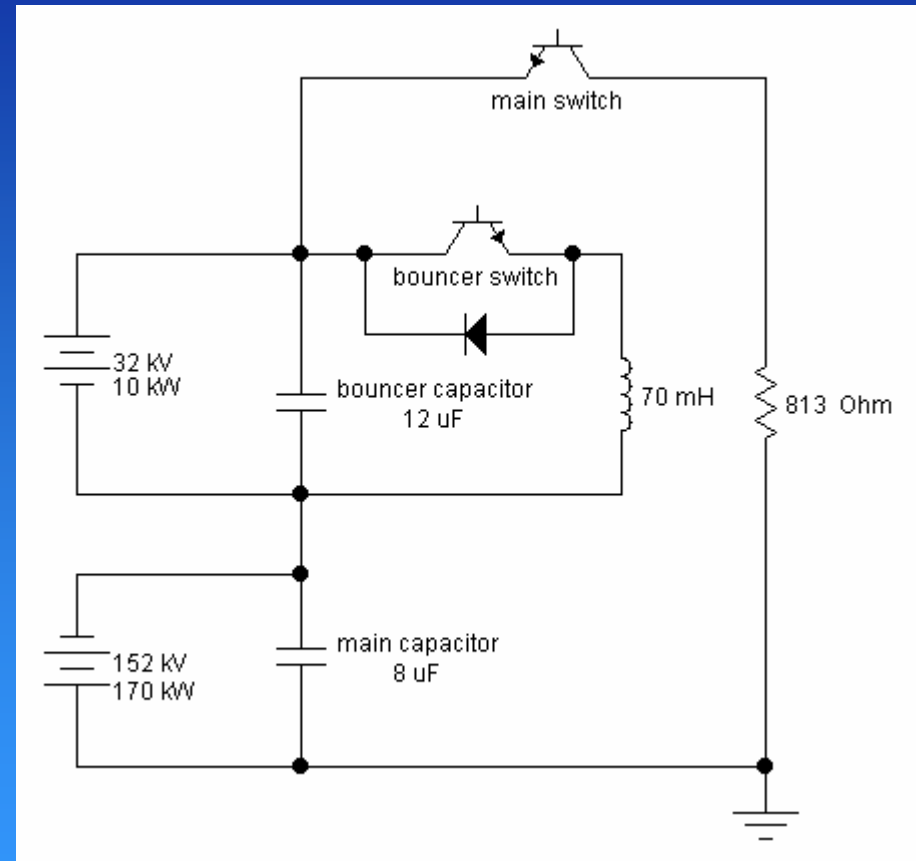 main switch
bouncer switch
32 kV
10 kW
bouncer capacitor
12 uF
70 mH
813 Ohm
main capacitor
8 uF
152 kV
170 kW